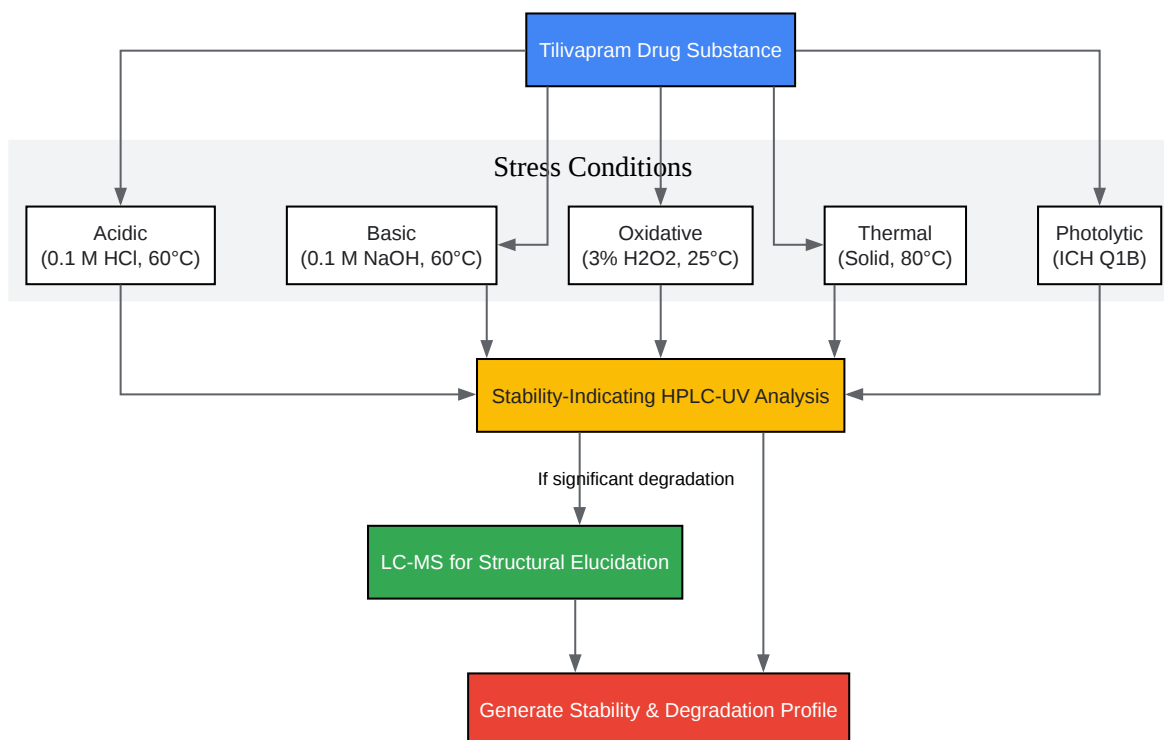 Tilivapram Drug Substance
Stress Conditions
Acidic
(0.1 M HCl, 60°C)
Basic
(0.1 M NaOH, 60°C)
Oxidative
(3% H2O2, 25°C)
Thermal
(Solid, 80°C)
Photolytic
(ICH Q1B)
Stability-Indicating HPLC-UV Analysis
If significant degradation
LC-MS for Structural Elucidation
Generate Stability & Degradation Profile